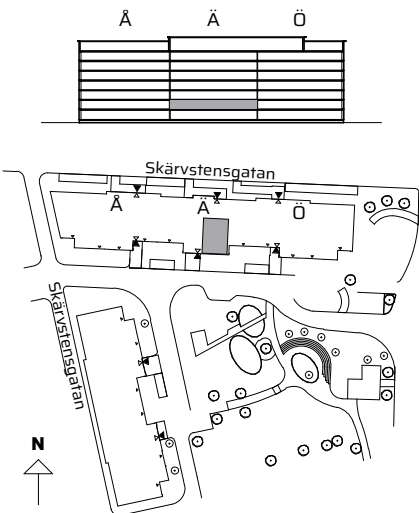 Å Ä Ö
Skärvstensgatan
Å Ä Ö
Skärvstensgatan
N